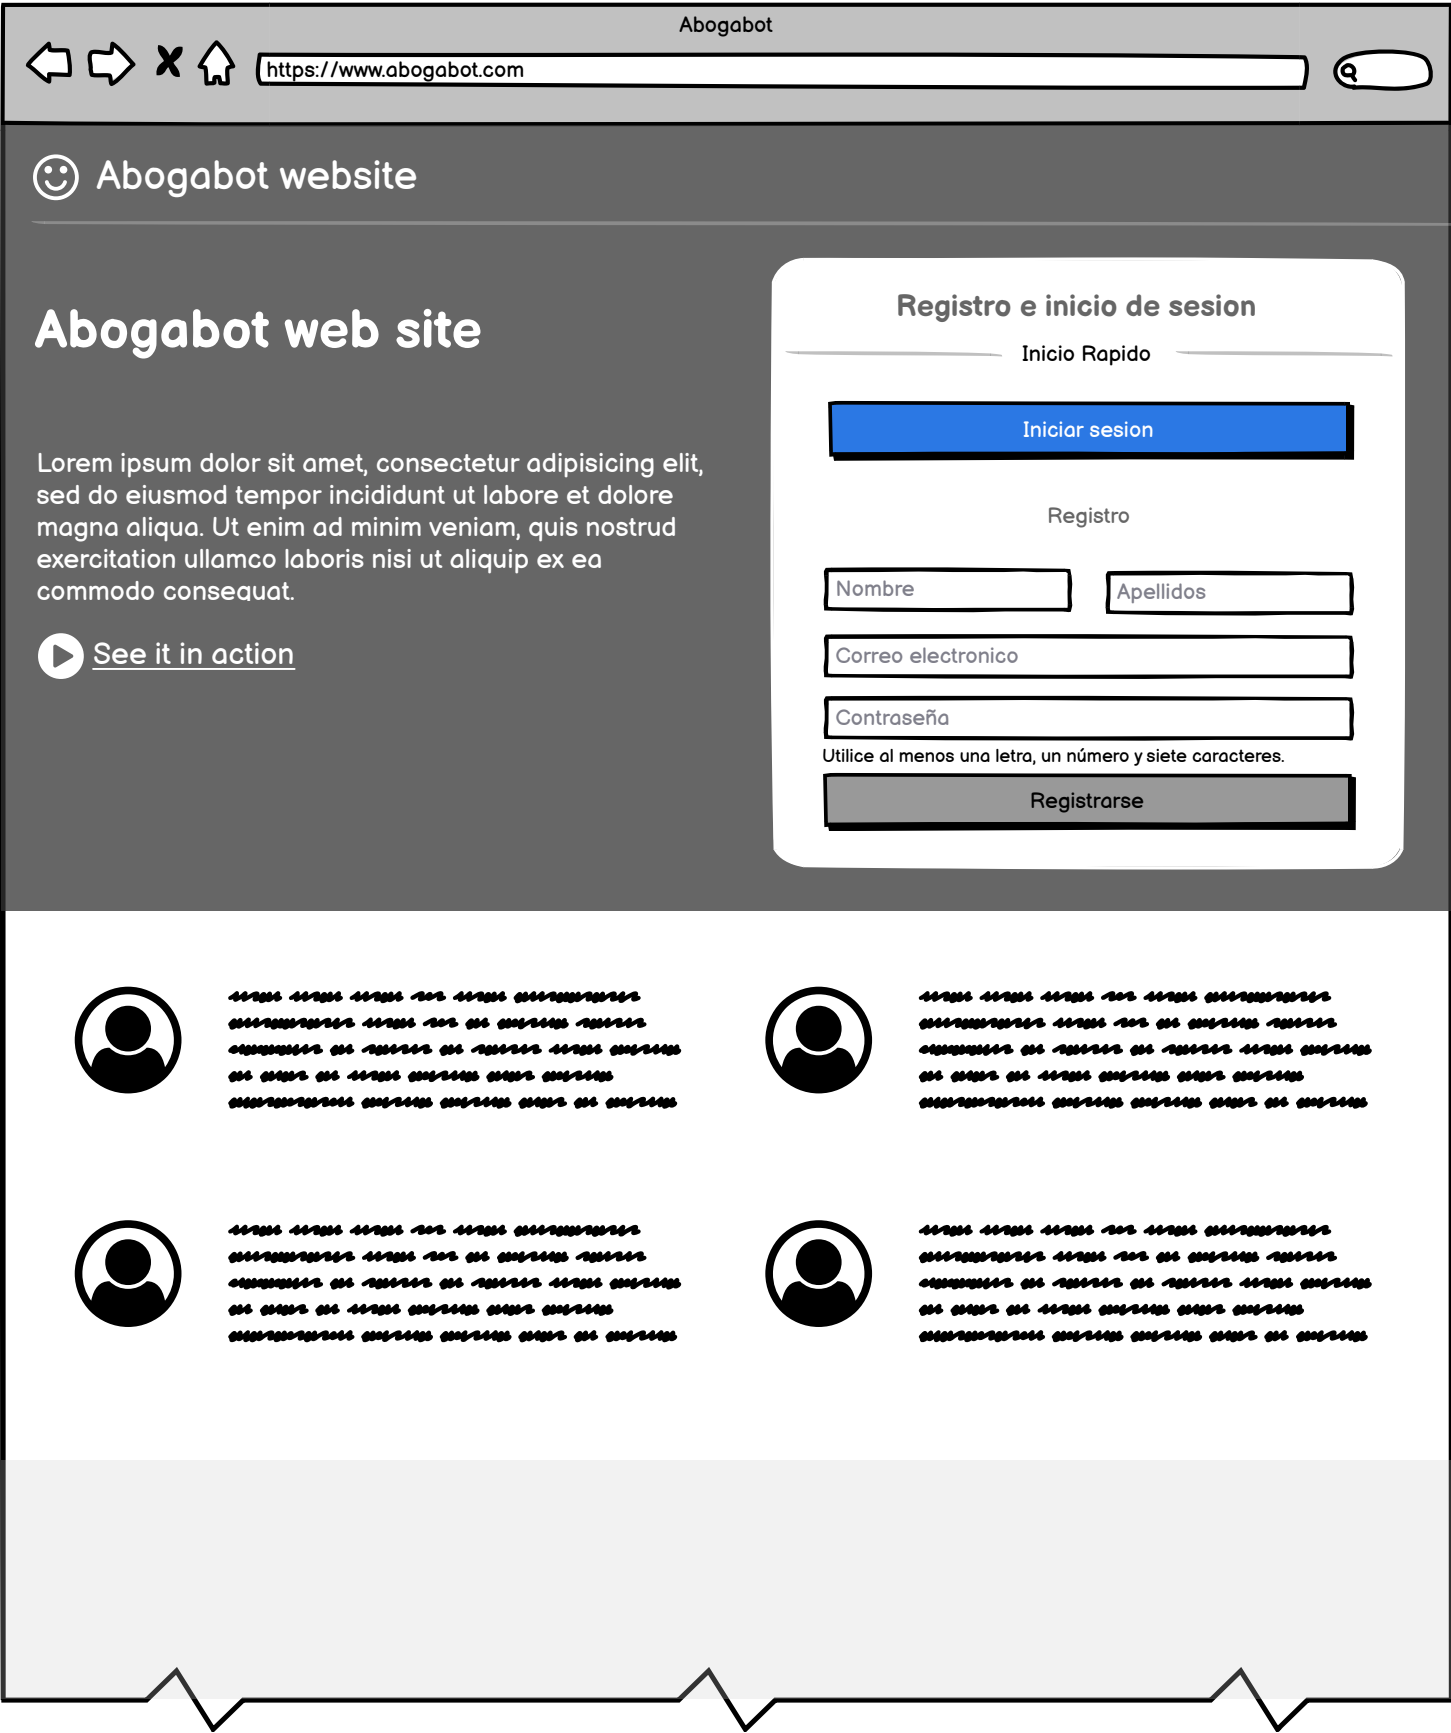 Abogabot
https://www.abogabot.com
Abogabot website
Abogabot web site
Lorem ipsum dolor sit amet, consectetur adipisicing elit,
sed do eiusmod tempor incididunt ut labore et dolore
magna aliqua. Ut enim ad minim veniam, quis nostrud
exercitation ullamco laboris nisi ut aliquip ex ea
commodo consequat.
See it in action
Registro e inicio de sesion
Inicio Rapido
Iniciar sesion
Registro
Nombre
Apellidos
Correo electronico
Contraseña
Utilice al menos una letra, un número y siete caracteres.
Registrarse